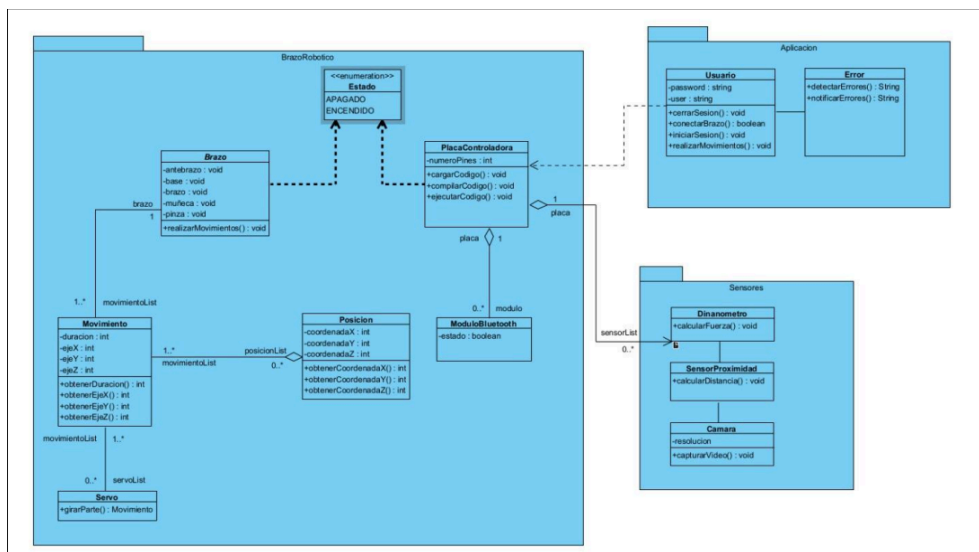 BrazoRobotico
<<enumeration>>
Estado
APAGADO
ENCENDIDO
Brazo
-antebrazo : void
-base : void
-brazo : void
-muñeca : void
-pinza : void
+realizarMovimientos() : void
PlacaControladora
-numeroPines : int
+cargarCodigo() : void
+compilarCodigo() : void
+ejecutarCodigo() : void
brazo
1
1..*
movimientoList
placa
1
1
placa
0..*
modulo
ModuloBluetooth
-estado : boolean
Movimiento
-duracion : int
-ejeX : int
-ejeY : int
-ejeZ : int
+obtenerDuracion() : int
+obtenerEjeX() : int
+obtenerEjeY() : int
+obtenerEjeZ() : int
1..*
movimientoList
posicionList
0..*
Posicion
-coordenadaX : int
-coordenadaY : int
-coordenadaZ : int
+obtenerCoordenadaX() : int
+obtenerCoordenadaY() : int
+obtenerCoordenadaZ() : int
movimientoList
1..*
0..*
servoList
Servo
+girarParte() : Movimiento
Aplicacion
Usuario
-password : string
-user : string
+cerrarSesion() : void
+conectarBrazo() : boolean
+iniciarSesion() : void
+realizarMovimientos() : void
Error
+detectarErrores() : String
+notificarErrores() : String
Sensores
sensorList
0..*
Dinanometro
+calcularFuerza() : void
SensorProximidad
+calcularDistancia() : void
Camara
-resolucion
+capturarVideo() : void